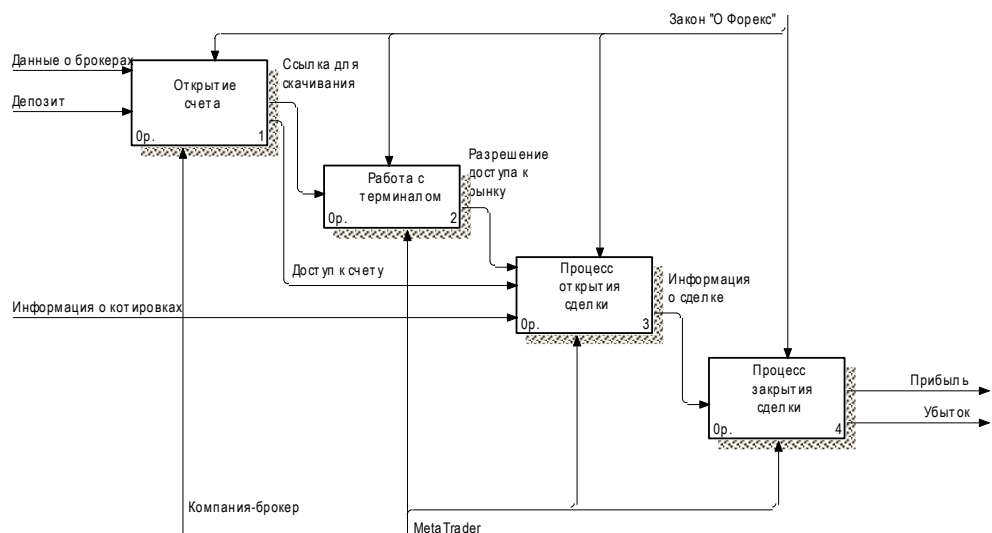 Закон "О Форекс"
Данные о брокерах
Депозит
Открытие
счета
0р.
1
Ссылка для
скачивания
Работа с
терминалом
0р.
2
Разрешение
доступа к
рынку
Доступ к счету
Информация о котировках
Процесс
открытия
сделки
0р.
3
Информация
о сделке
Процесс
закрытия
сделки
0р.
4
Прибыль
Убыток
Компания-брокер
MetaTrader